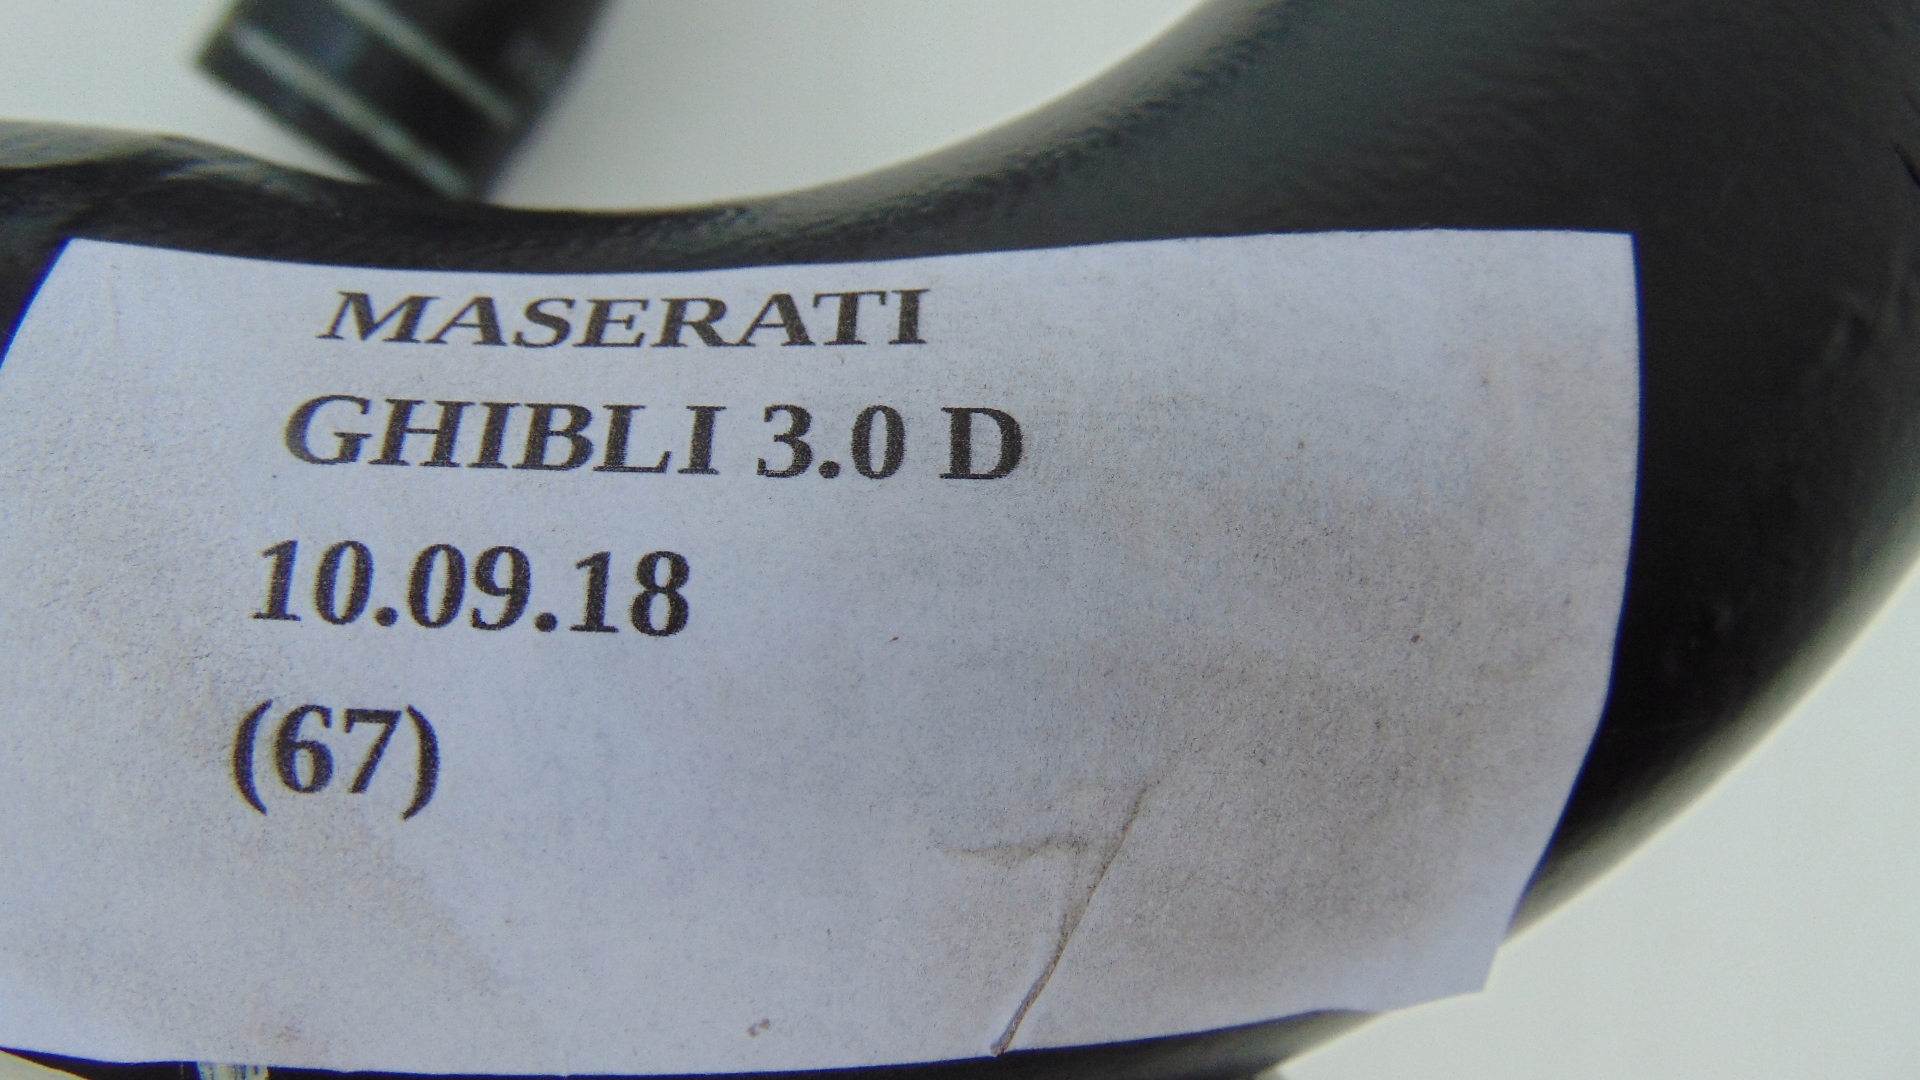 MASERATI
GHIBLI 3.0 D
10.09.18
(67)